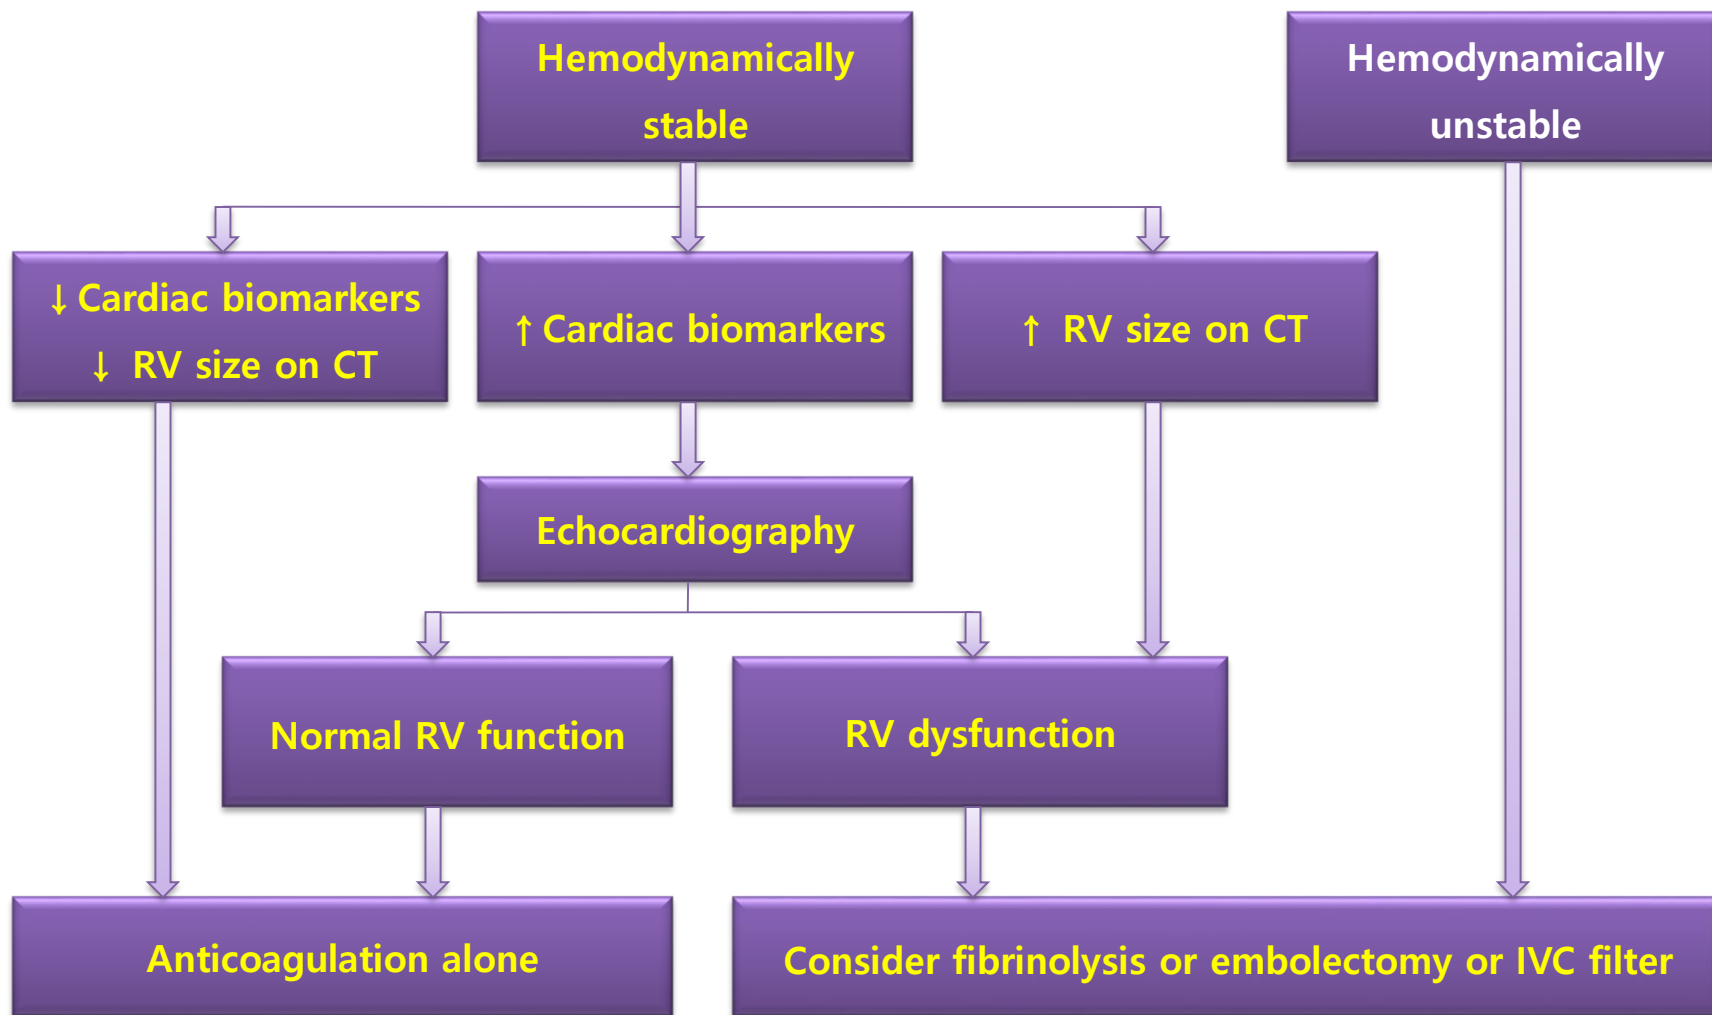 Hemodynamically
stable
Hemodynamically
unstable
↓ Cardiac biomarkers
↓ RV size on CT
↑ Cardiac biomarkers
↑ RV size on CT
Echocardiography
Normal RV function
RV dysfunction
Anticoagulation alone
Consider fibrinolysis or embolectomy or IVC filter